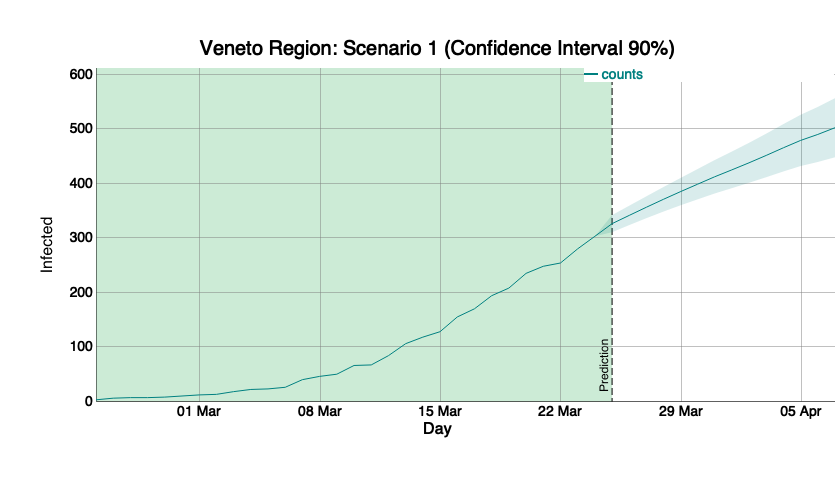 Veneto Region: Scenario 1 (Confidence Interval 90%)
counts
600
500
400
300
200
100
0
Infected
Prediction
01 Mar
08 Mar
15 Mar
22 Mar
29 Mar
05 Apr
Day